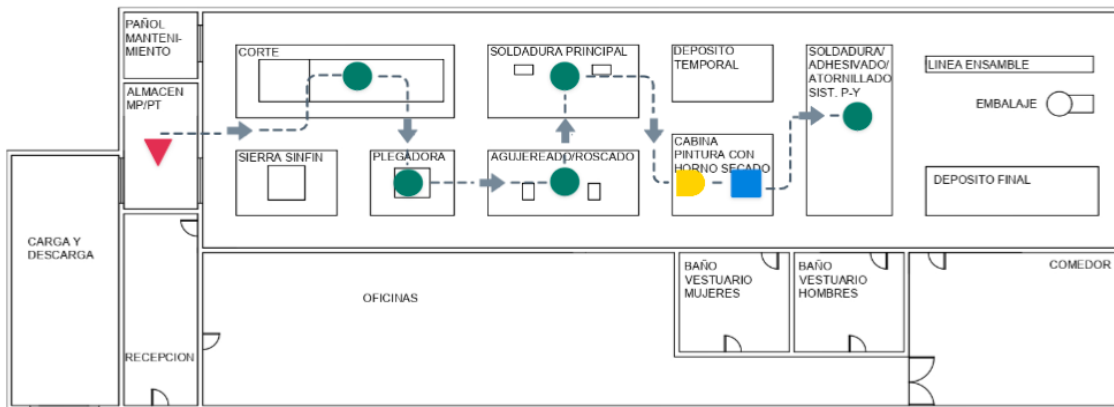 PAÑOL
MANTENI-
MIENTO
ALMACEN
MP/PT
CORTE
SIERRA SINFIN
PLEGADORA
SOLDADURA PRINCIPAL
AGUJEREADO/ROSCADO
DEPOSITO
TEMPORAL
CABINA
PINTURA CON
HORNO SECADO
SOLDADURA/
ADHESIVADO/
ATORNILLADO
SIST. P-Y
LINEA ENSAMBLE
EMBALAJE
DEPOSITO FINAL
CARGA Y
DESCARGA
RECEPCION
OFICINAS
BAÑO
VESTUARIO
MUJERES
BAÑO
VESTUARIO
HOMBRES
COMEDOR